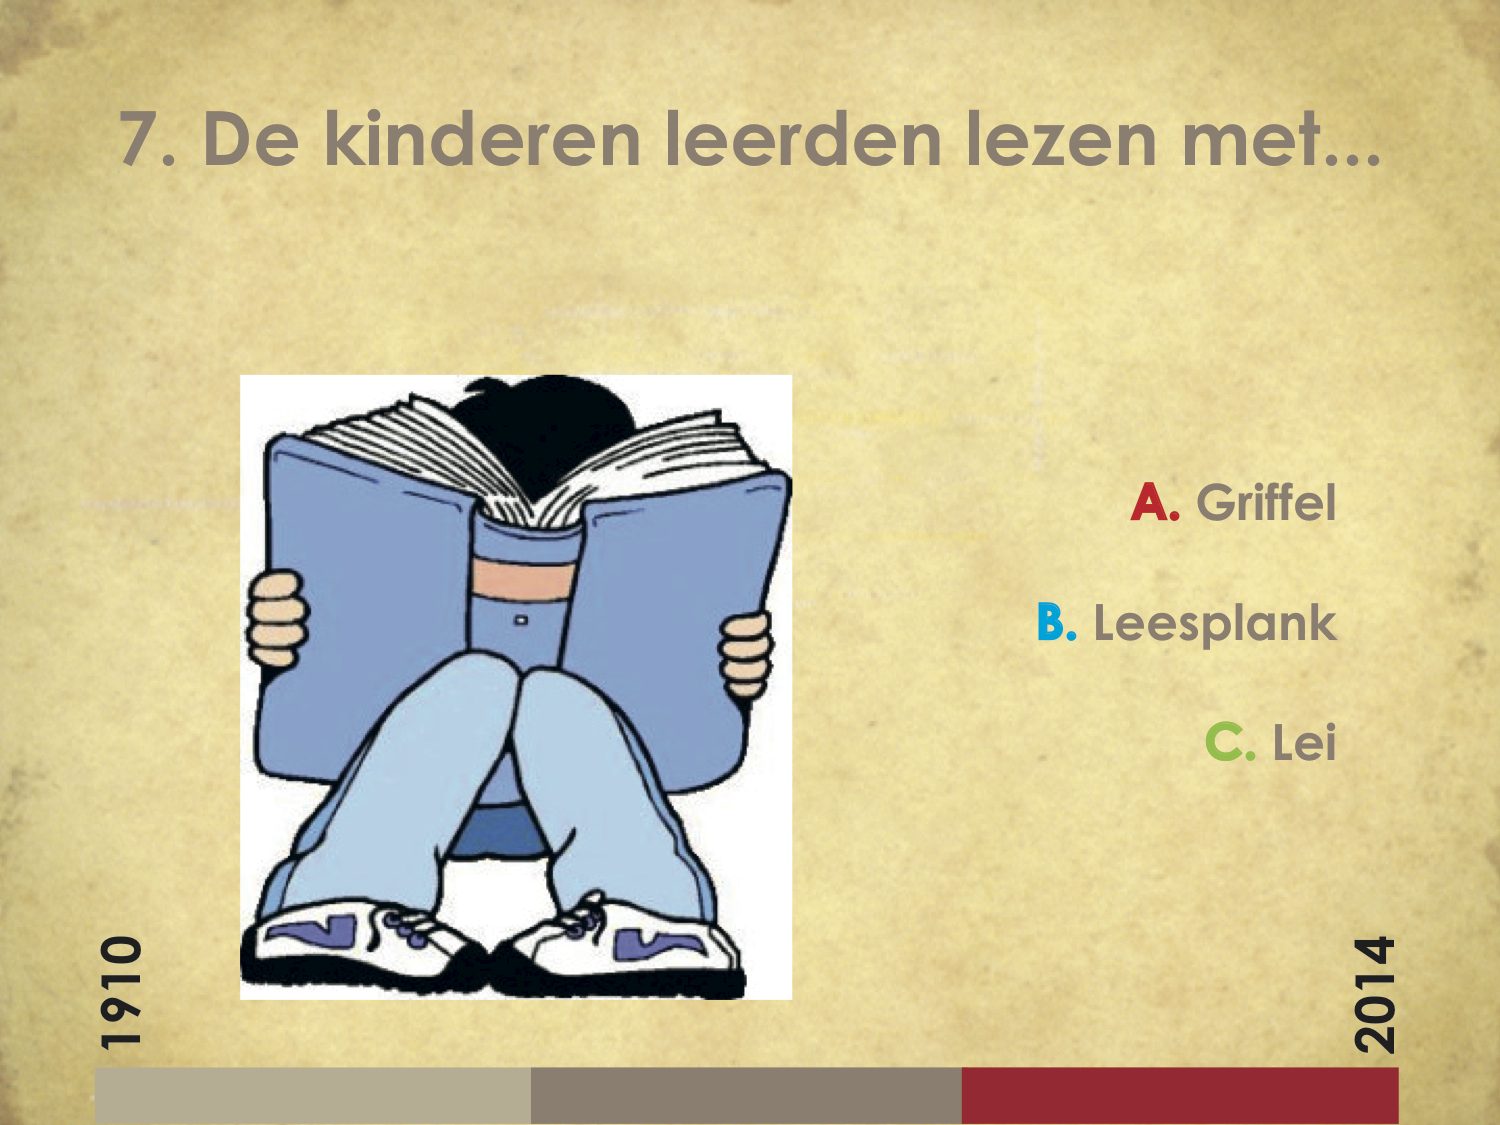 7. De kinderen leerden lezen met...
A. Griffel
B. Leesplank
C. Lei
1910
2014